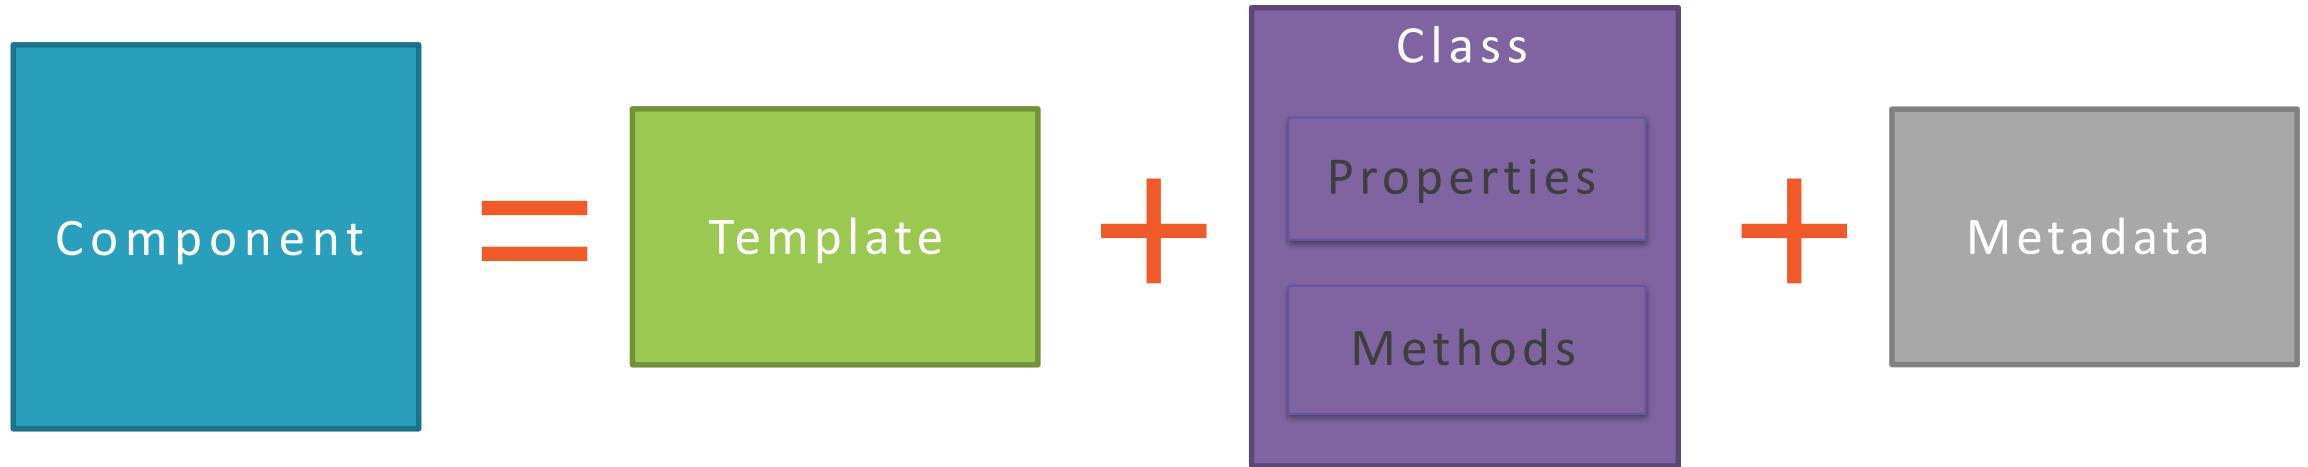 Component
=
Template
+
Class
Properties
Methods
+
Metadata